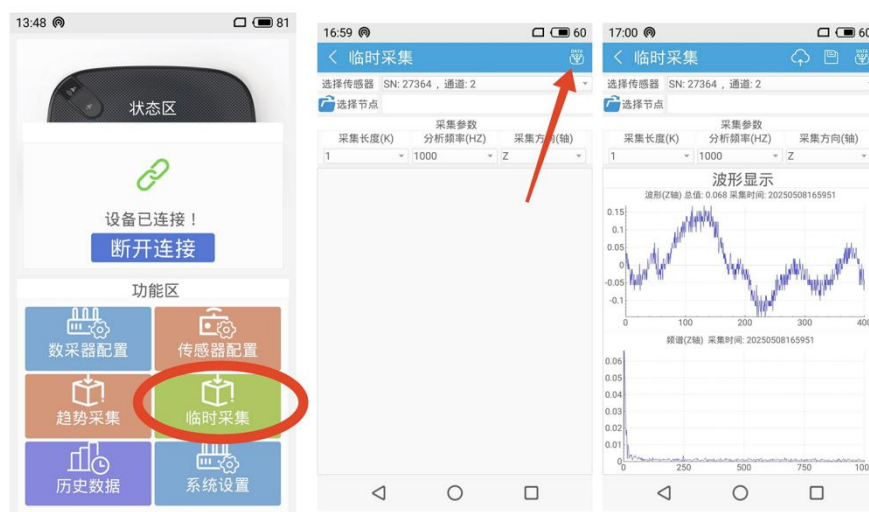 13:48 81
状态区
设备已连接！
断开连接
功能区
数采器配置 传感器配置
趋势采集 临时采集
历史数据 系统设置
16:59 60
临时采集 DATA
选择传感器 SN: 27364 ，通道: 2
选择节点
采集参数
采集长度(K) 分析频率(HZ) 采集方向(轴)
1 1000 Z
17:00 60
临时采集 DATA
选择传感器 SN: 27364 ，通道: 2
选择节点
采集参数
采集长度(K) 分析频率(HZ) 采集方向(轴)
1 1000 Z
波形显示
波形(Z轴) 总值: 0.068 采集时间: 20250508165951
0.15
0.1
0.05
0
-0.05
-0.1
0 100 200 300 400
频谱(Z轴) 采集时间: 20250508165951
0.06
0.05
0.04
0.03
0.02
0.01
0
0 250 500 750 100